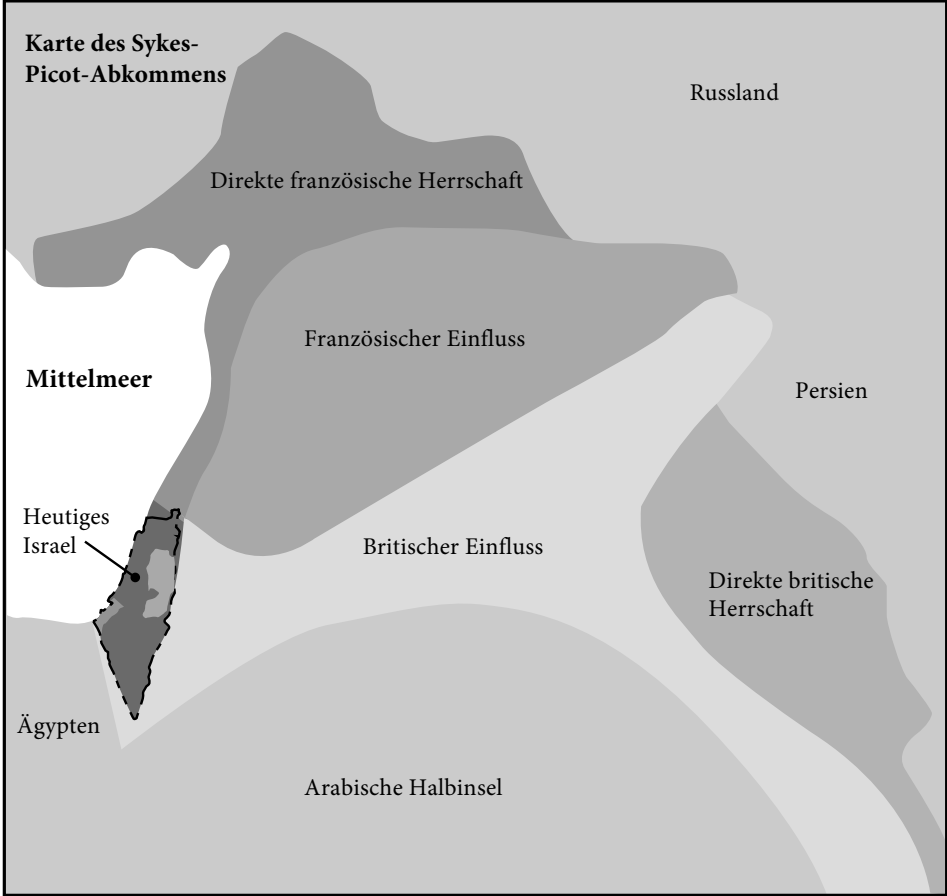 Karte des Sykes-
Picot-Abkommens
Russland
Direkte französische Herrschaft
Französischer Einfluss
Mittelmeer
Persien
Heutiges
Israel
Britischer Einfluss
Direkte britische
Herrschaft
Ägypten
Arabische Halbinsel